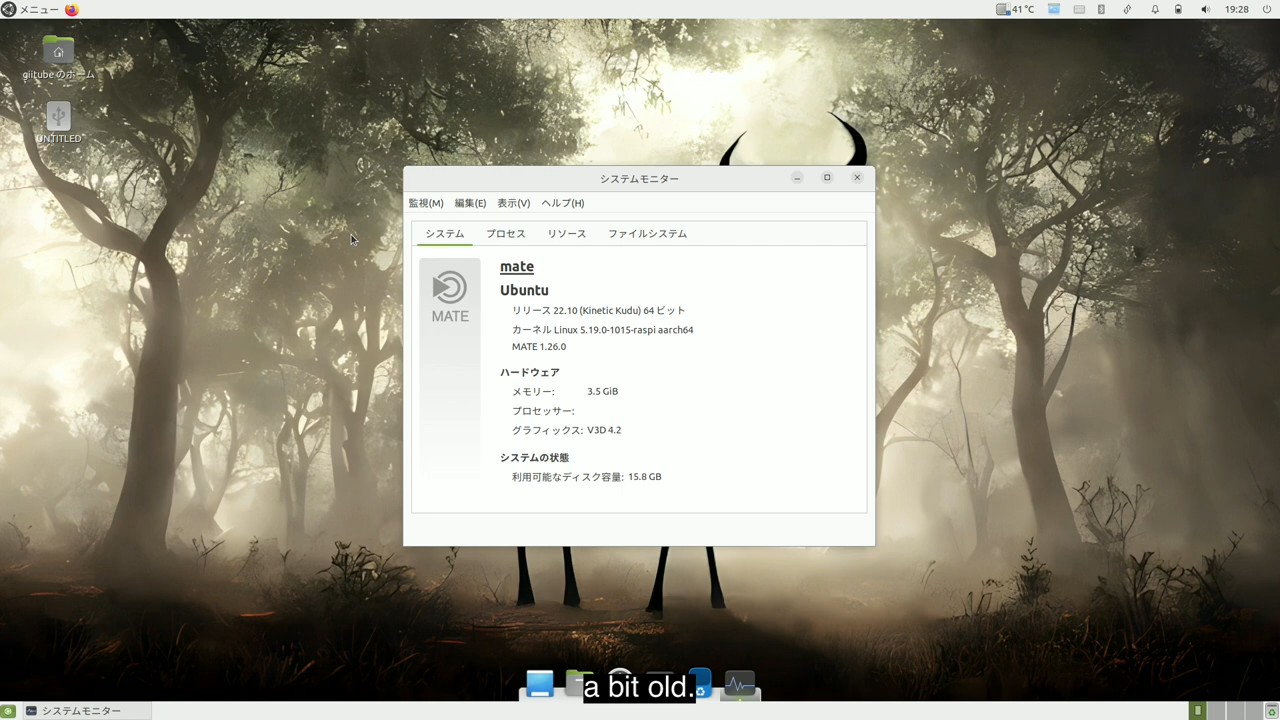 メニュー
41℃
19:28
giitube のホーム
UNTITLED
システムモニター
監視(M) 編集(E) 表示(V) ヘルプ(H)
システム プロセス リソース ファイルシステム
MATE
mate
Ubuntu
リリース 22.10 (Kinetic Kudu) 64 ビット
カーネル Linux 5.19.0-1015-raspi aarch64
MATE 1.26.0
ハードウェア
メモリー: 3.5 GiB
プロセッサー:
グラフィックス: V3D 4.2
システムの状態
利用可能なディスク容量: 15.8 GB
a bit old.
システムモニター